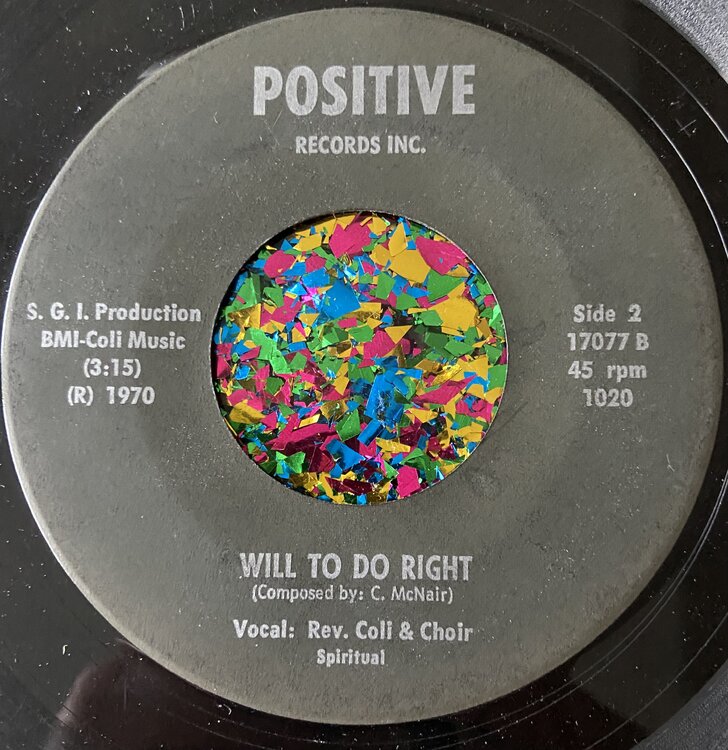 POSITIVE
RECORDS INC.
S. G. I. Production
BMI-Coli Music
(3:15)
(R) 1970
Side 2
17077 B
45 rpm
1020
WILL TO DO RIGHT
(Composed by: C. McNair)
Vocal: Rev. Coli & Choir
Spiritual